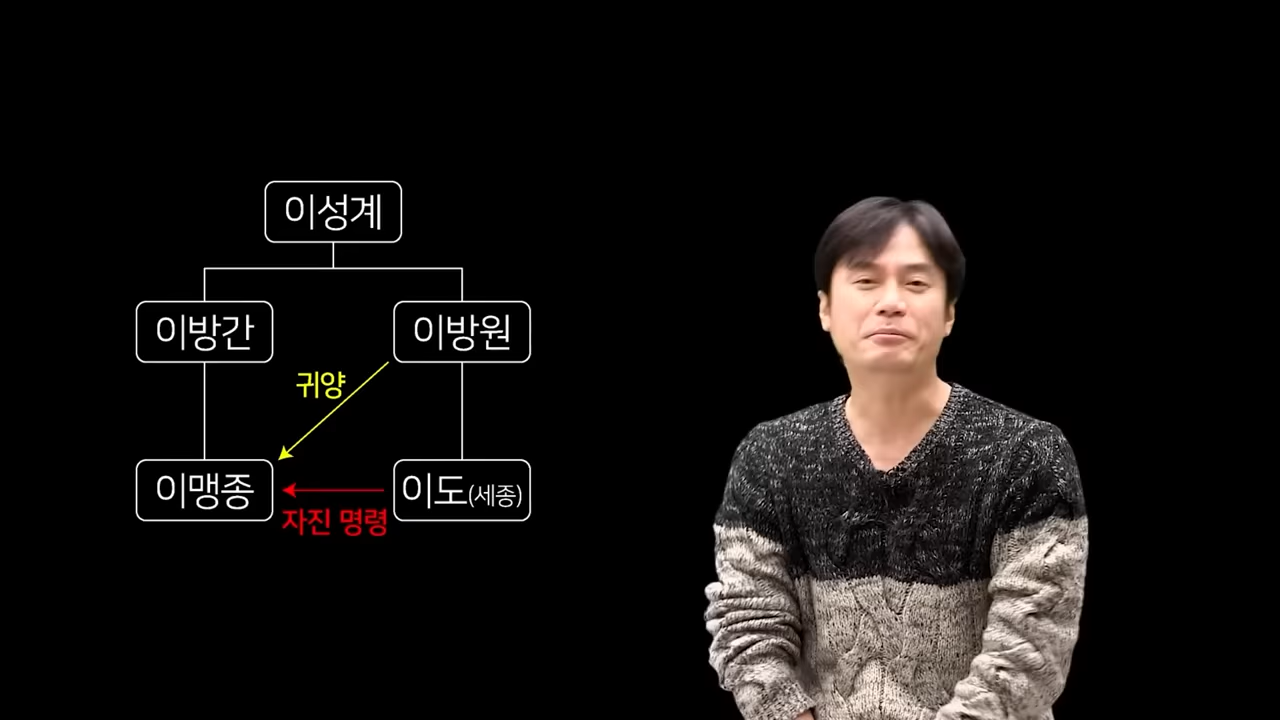 이성계
이방간
이방원
귀양
이맹종
이도(세종)
자진 명령